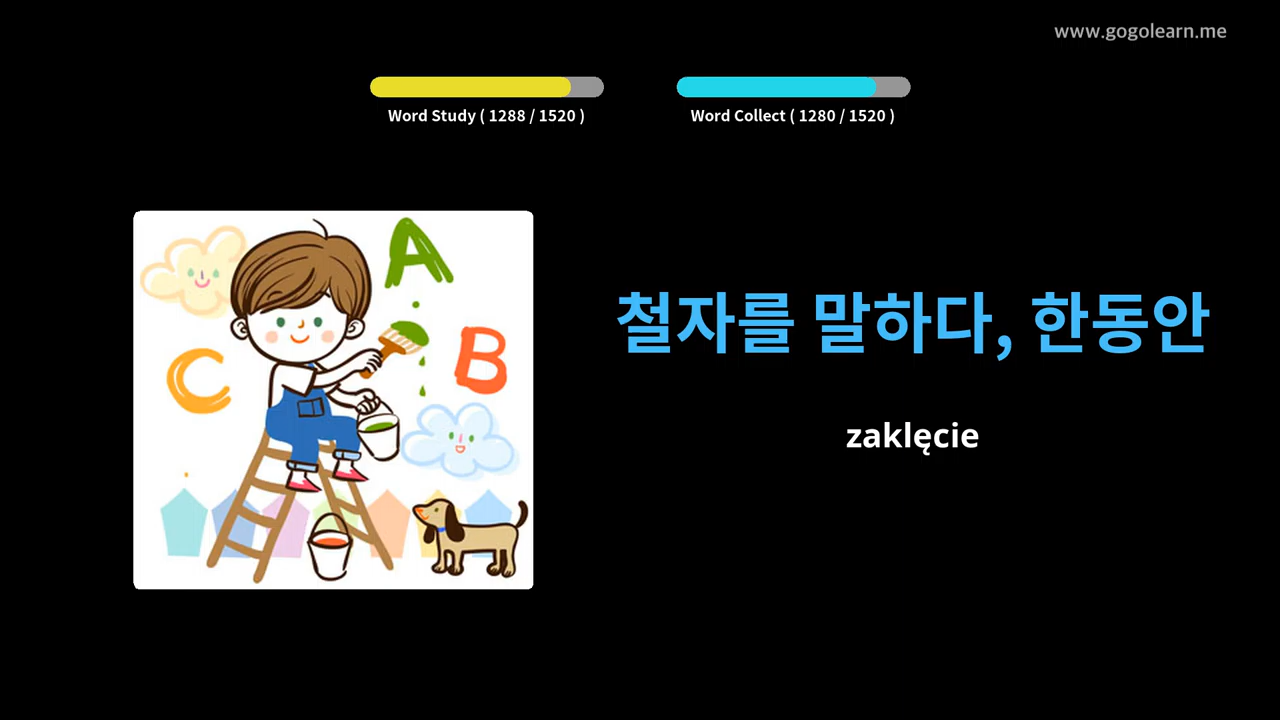 www.gogolearn.me
Word Study ( 1288 / 1520 )
Word Collect ( 1280 / 1520 )
A
B
C
철자를 말하다, 한동안
zaklęcie